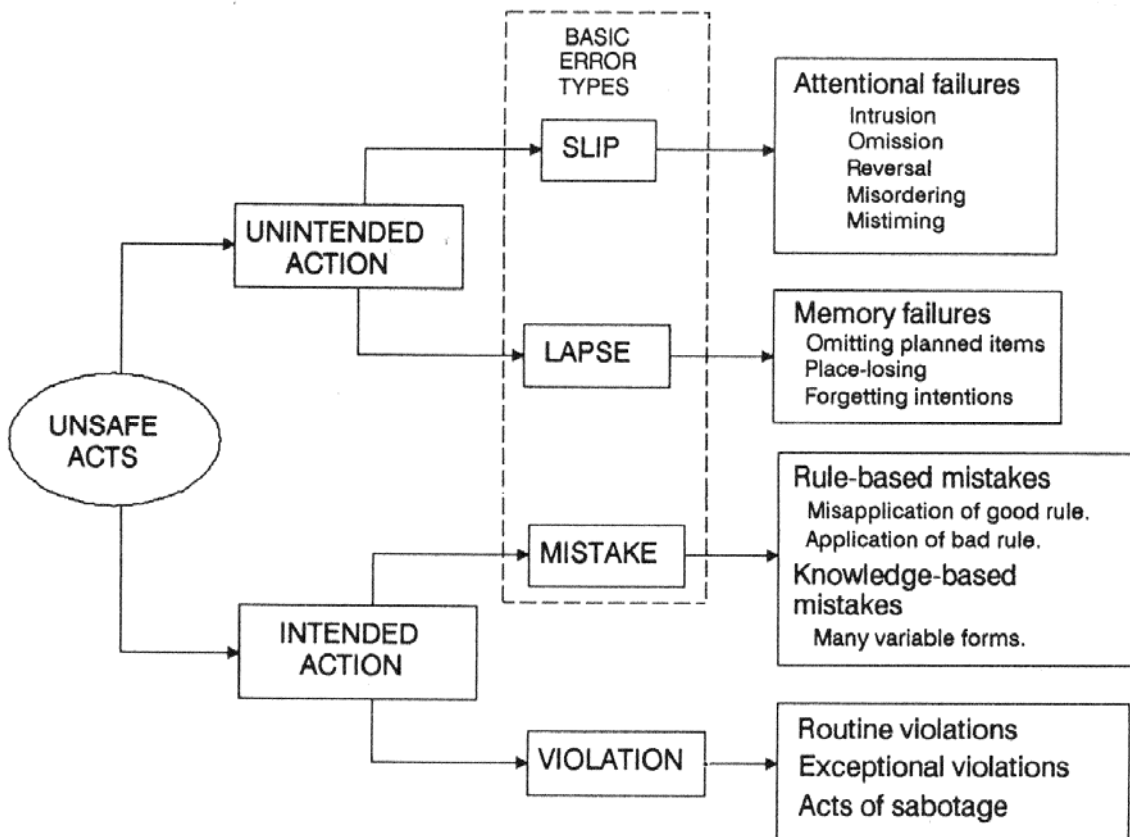 BASIC
ERROR
TYPES
SLIP
Attentional failures
Intrusion
Omission
Reversal
Misordering
Mistiming
UNINTENDED
ACTION
LAPSE
Memory failures
Omitting planned items
Place-losing
Forgetting intentions
UNSAFE
ACTS
MISTAKE
Rule-based mistakes
Misapplication of good rule.
Application of bad rule.
Knowledge-based
mistakes
Many variable forms.
INTENDED
ACTION
VIOLATION
Routine violations
Exceptional violations
Acts of sabotage